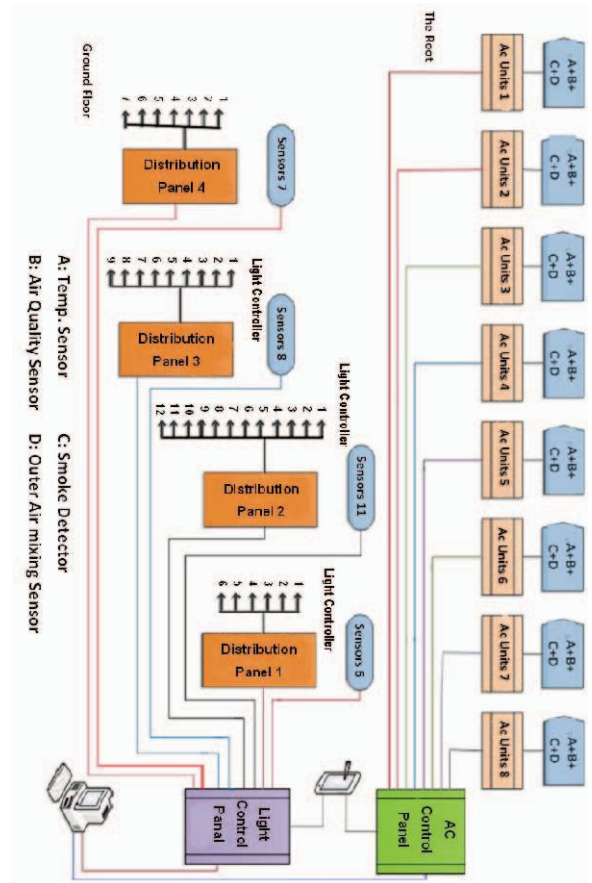 The Root
A+B+
C+D
Ac Units 1
A+B+
C+D
Ac Units 2
A+B+
C+D
Ac Units 3
A+B+
C+D
Ac Units 4
A+B+
C+D
Ac Units 5
A+B+
C+D
Ac Units 6
A+B+
C+D
Ac Units 7
A+B+
C+D
Ac Units 8
AC
Control
Panel
Ground Floor
1
2
3
4
5
6
7
Distribution
Panel 4
Sensors 7
Light Controller
1
2
3
4
5
6
7
8
9
Distribution
Panel 3
Sensors 8
Light Controller
1
2
3
4
5
6
7
8
9
10
11
12
Distribution
Panel 2
Sensors 11
Light Controller
1
2
3
4
5
6
Distribution
Panel 1
Sensors
Light
Control
Panal
A: Temp. Sensor
C: Smoke Detector
B: Air Quality Sensor
D: Outer Air mixing Sensor